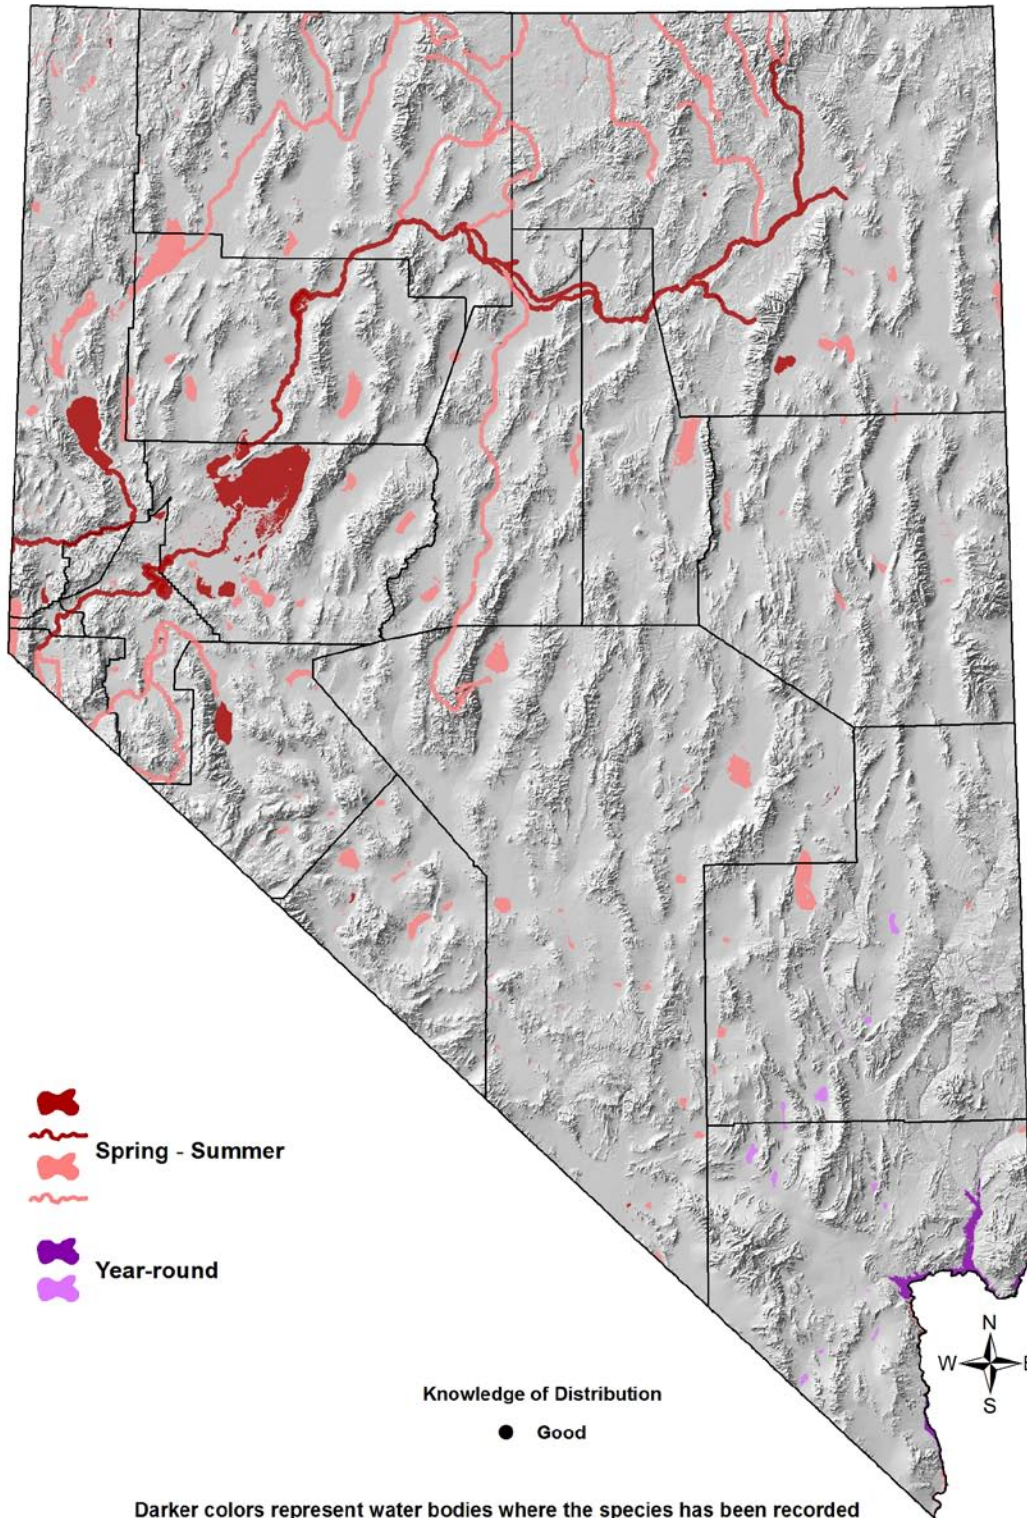 Spring - Summer
Year-round
N
W E
S
Knowledge of Distribution
Good
Darker colors represent water bodies where the species has been recorded